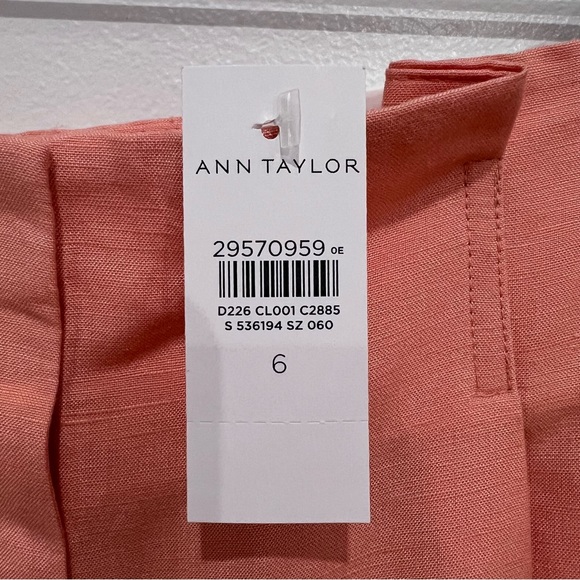 ANN TAYLOR
29570959 0E
D226 CL001 C2885
S 536194 SZ 060
6